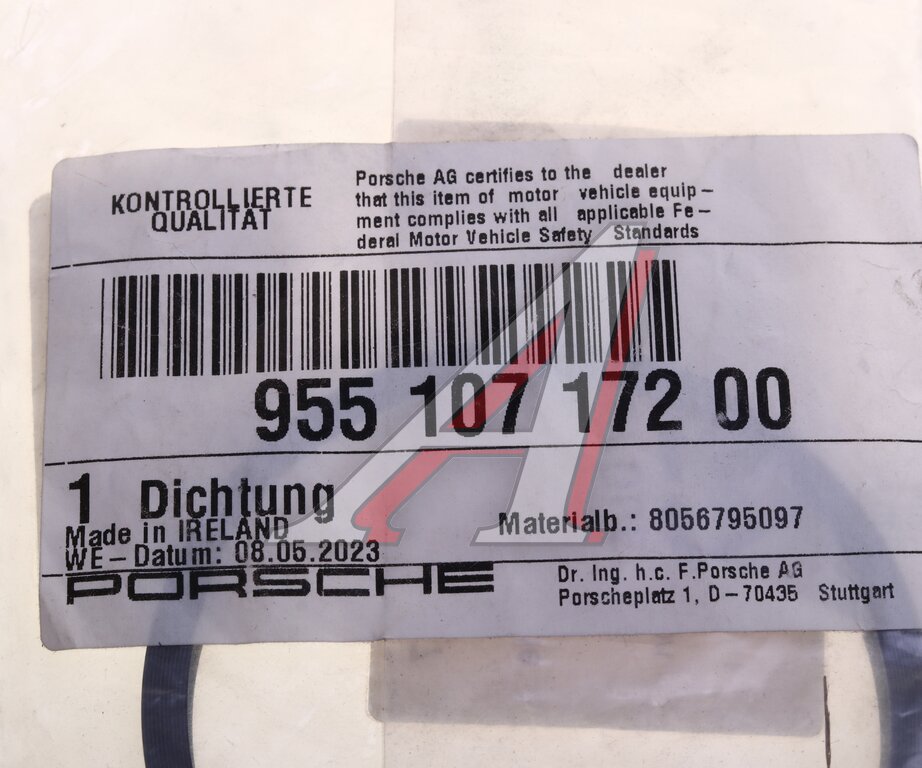 KONTROLLIERTE
QUALITÄT
Porsche AG certifies to the dealer
that this item of motor vehicle equip-
ment complies with all applicable Fe-
deral Motor Vehicle Safety Standards
955 107 172 00
1 Dichtung
Made in IRELAND
WE-Datum: 08.05.2023
Materialb.: 8056795097
PORSCHE
Dr. Ing. h.c. F.Porsche AG
Porscheplatz 1, D-70435 Stuttgart